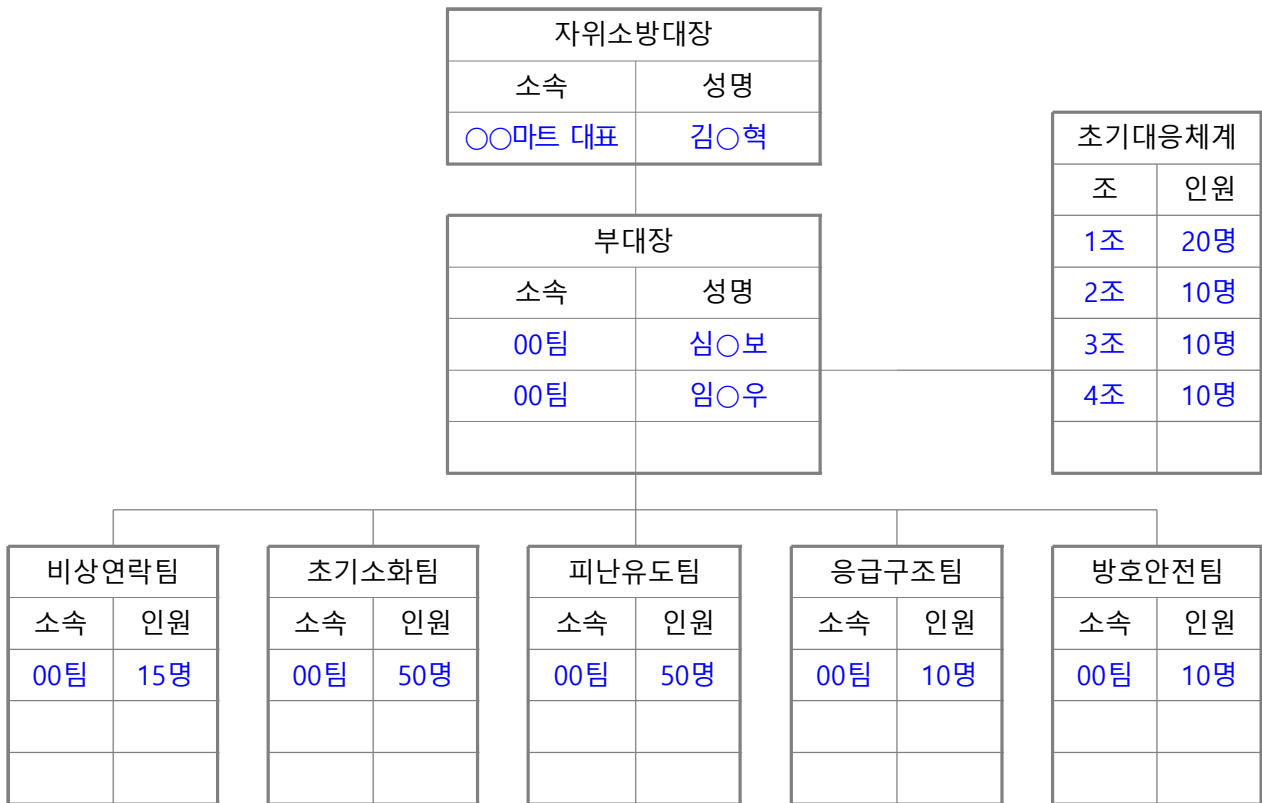 자위소방대장
소속 성명
○○마트 대표 김○혁
초기대응체계
조 인원
1조 20명
2조 10명
3조 10명
4조 10명
부대장
소속 성명
00팀 심○보
00팀 임○우
비상연락팀
소속 인원
00팀 15명
초기소화팀
소속 인원
00팀 50명
피난유도팀
소속 인원
00팀 50명
응급구조팀
소속 인원
00팀 10명
방호안전팀
소속 인원
00팀 10명